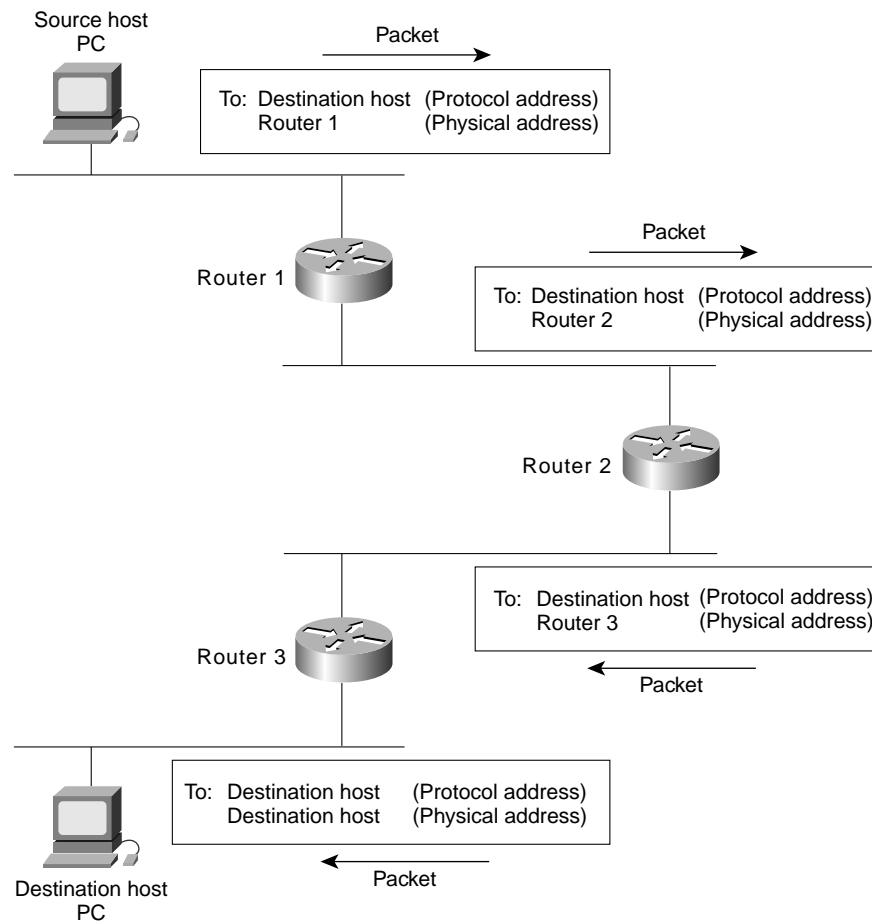 Source host
PC
Packet
To: Destination host (Protocol address)
Router 1 (Physical address)
Router 1
Packet
To: Destination host (Protocol address)
Router 2 (Physical address)
Router 2
To: Destination host (Protocol address)
Router 3 (Physical address)
Router 3
Packet
To: Destination host (Protocol address)
Destination host (Physical address)
Packet
Destination host
PC